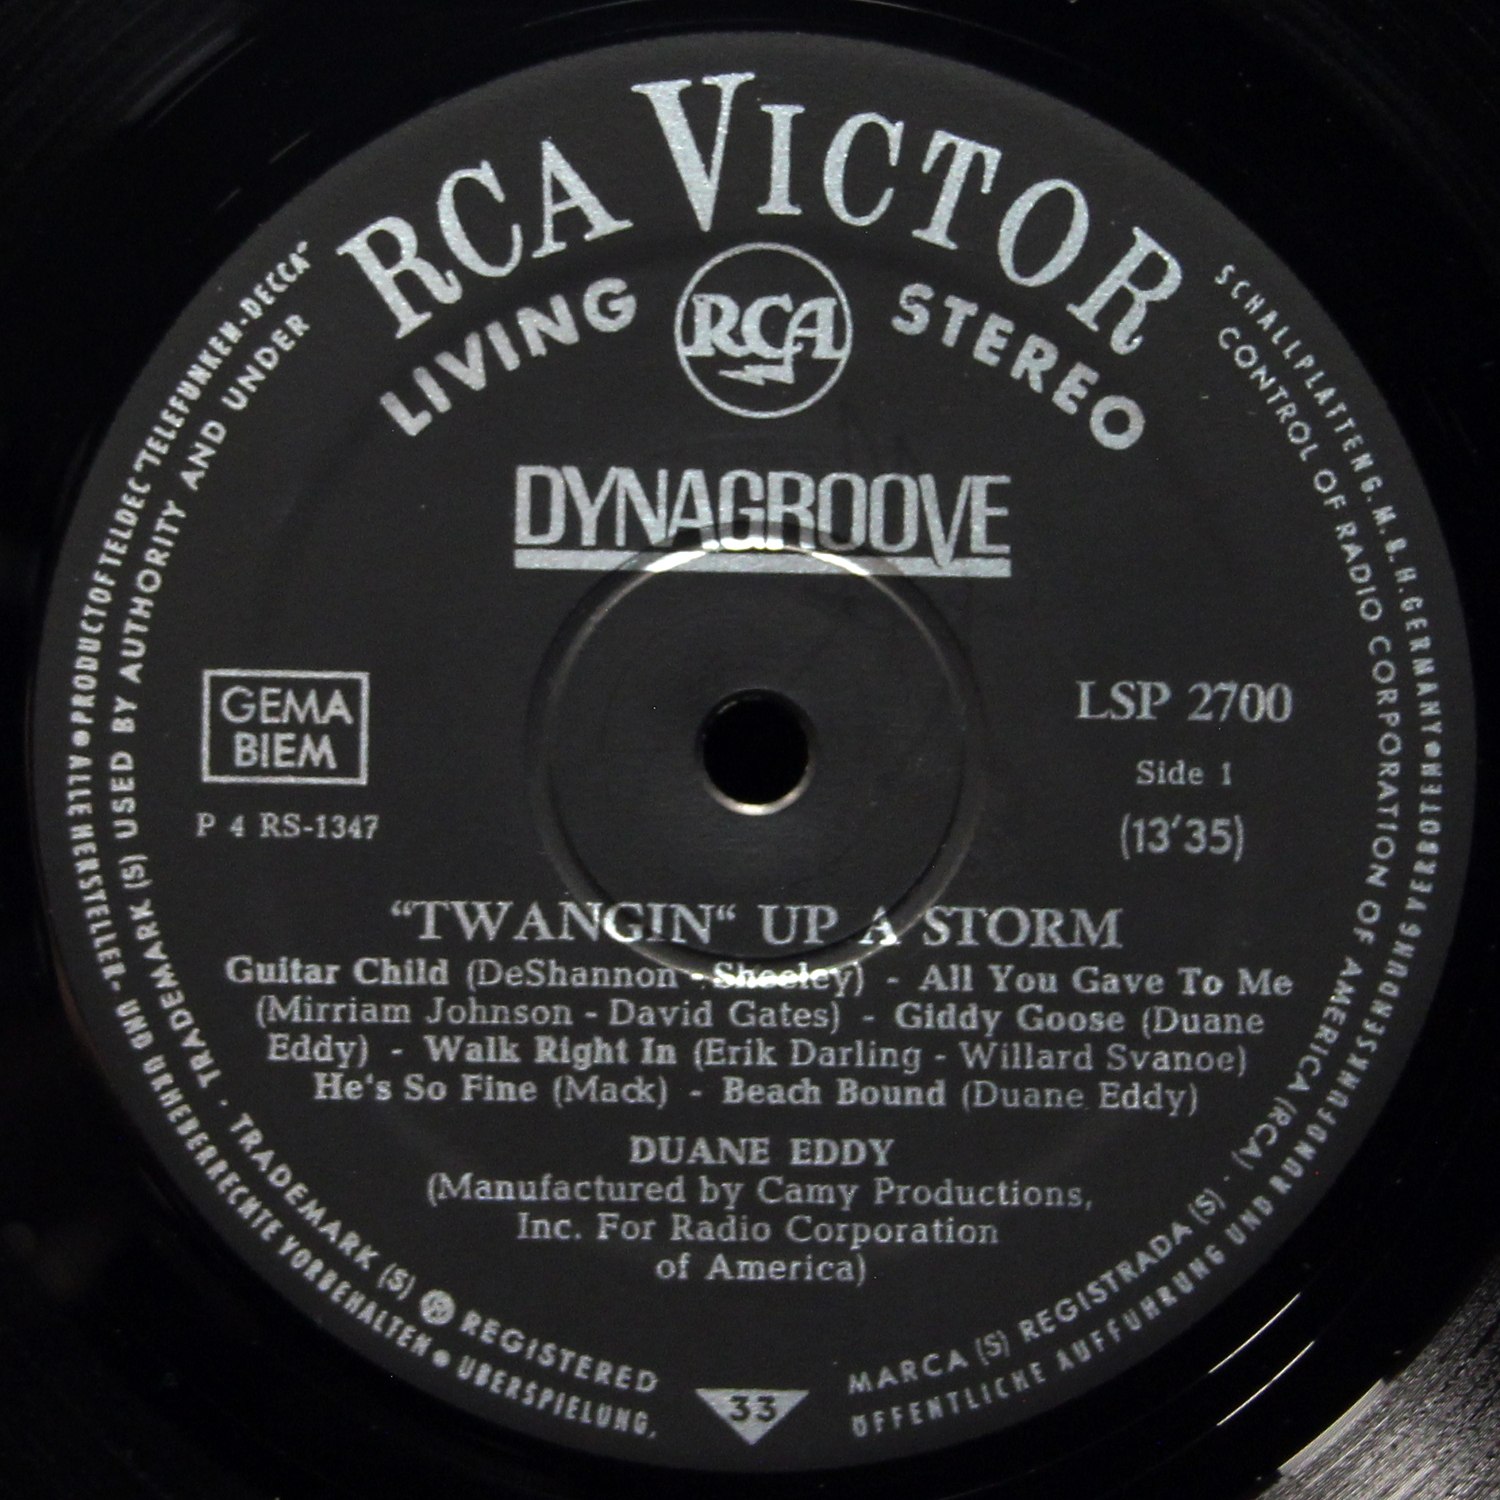 RCA VICTOR
LIVING STEREO
RCA
DYNAGROOVE
GEMA
BIEM
P 4 RS-1347
LSP 2700
Side 1
(13′35)
“TWANGIN“ UP A STORM
Guitar Child (DeShannon - Sheeley) - All You Gave To Me
(Mirriam Johnson - David Gates) - Giddy Goose (Duane
Eddy) - Walk Right In (Erik Darling - Willard Svanoe)
He's So Fine (Mack) - Beach Bound (Duane Eddy)
DUANE EDDY
(Manufactured by Camy Productions,
Inc. For Radio Corporation
of America)
33
PRODUCT OF TELDEC "TELEFUNKEN-DECCA"
SCHALLPLATTEN G.M.B.H. GERMANY •
ALLE HERSTELLER- UND URHEBERRECHTE VORBEHALTEN • ÜBERSPIELUNG,
ÖFFENTLICHE AUFFÜHRUNG UND RUNDFUNKSENDUNG VERBOTEN •
TRADEMARK (S) USED BY AUTHORITY AND UNDER
CONTROL OF RADIO CORPORATION OF AMERICA (RCA) ·
· TRADEMARK (S) ® REGISTERED
MARCA (S) REGISTRADA (S) ·